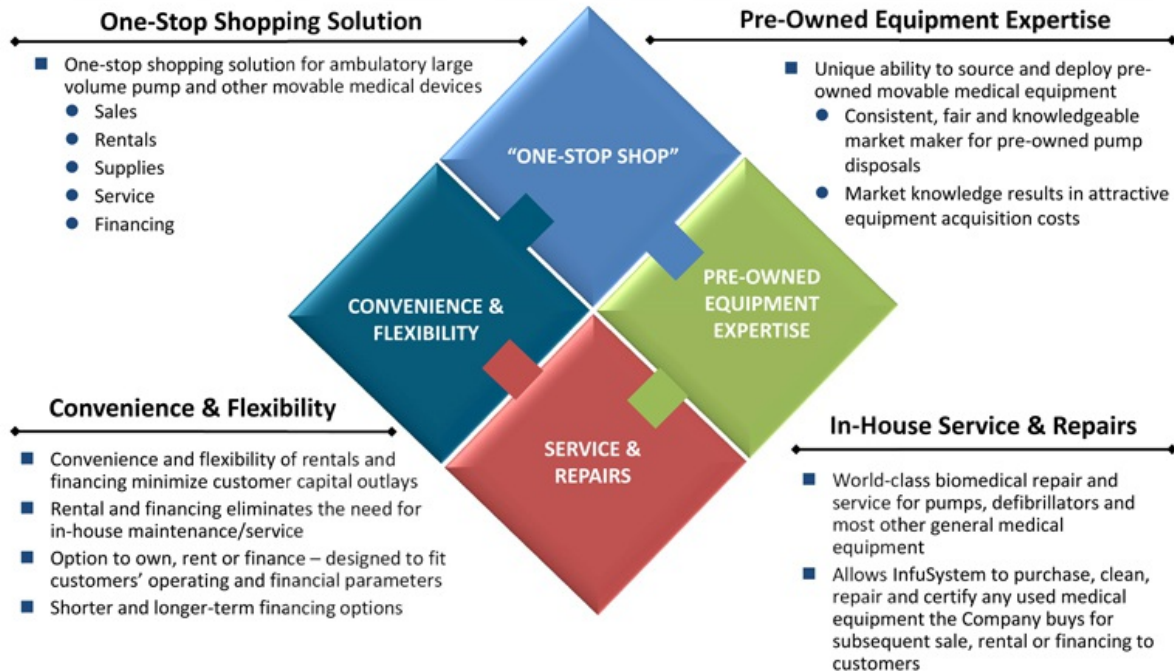 One-Stop Shopping Solution
One-stop shopping solution for ambulatory large
volume pump and other movable medical devices
Sales
Rentals
Supplies
Service
Financing
Pre-Owned Equipment Expertise
Unique ability to source and deploy pre-
owned movable medical equipment
Consistent, fair and knowledgeable
market maker for pre-owned pump
disposals
Market knowledge results in attractive
equipment acquisition costs
“ONE-STOP SHOP”
CONVENIENCE &
FLEXIBILITY
PRE-OWNED
EQUIPMENT
EXPERTISE
SERVICE &
REPAIRS
Convenience & Flexibility
Convenience and flexibility of rentals and
financing minimize customer capital outlays
Rental and financing eliminates the need for
in-house maintenance/service
Option to own, rent or finance – designed to fit
customers’ operating and financial parameters
Shorter and longer-term financing options
In-House Service & Repairs
World-class biomedical repair and
service for pumps, defibrillators and
most other general medical
equipment
Allows InfuSystem to purchase, clean,
repair and certify any used medical
equipment the Company buys for
subsequent sale, rental or financing to
customers